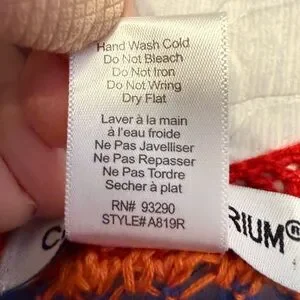 Hand Wash Cold
Do Not Bleach
Do Not Iron
Do Not Wring
Dry Flat
Laver à la main
à l'eau froide
Ne Pas Javelliser
Ne Pas Repasser
Ne Pas Tordre
Secher à plat
RN# 93290
STYLE# A819R